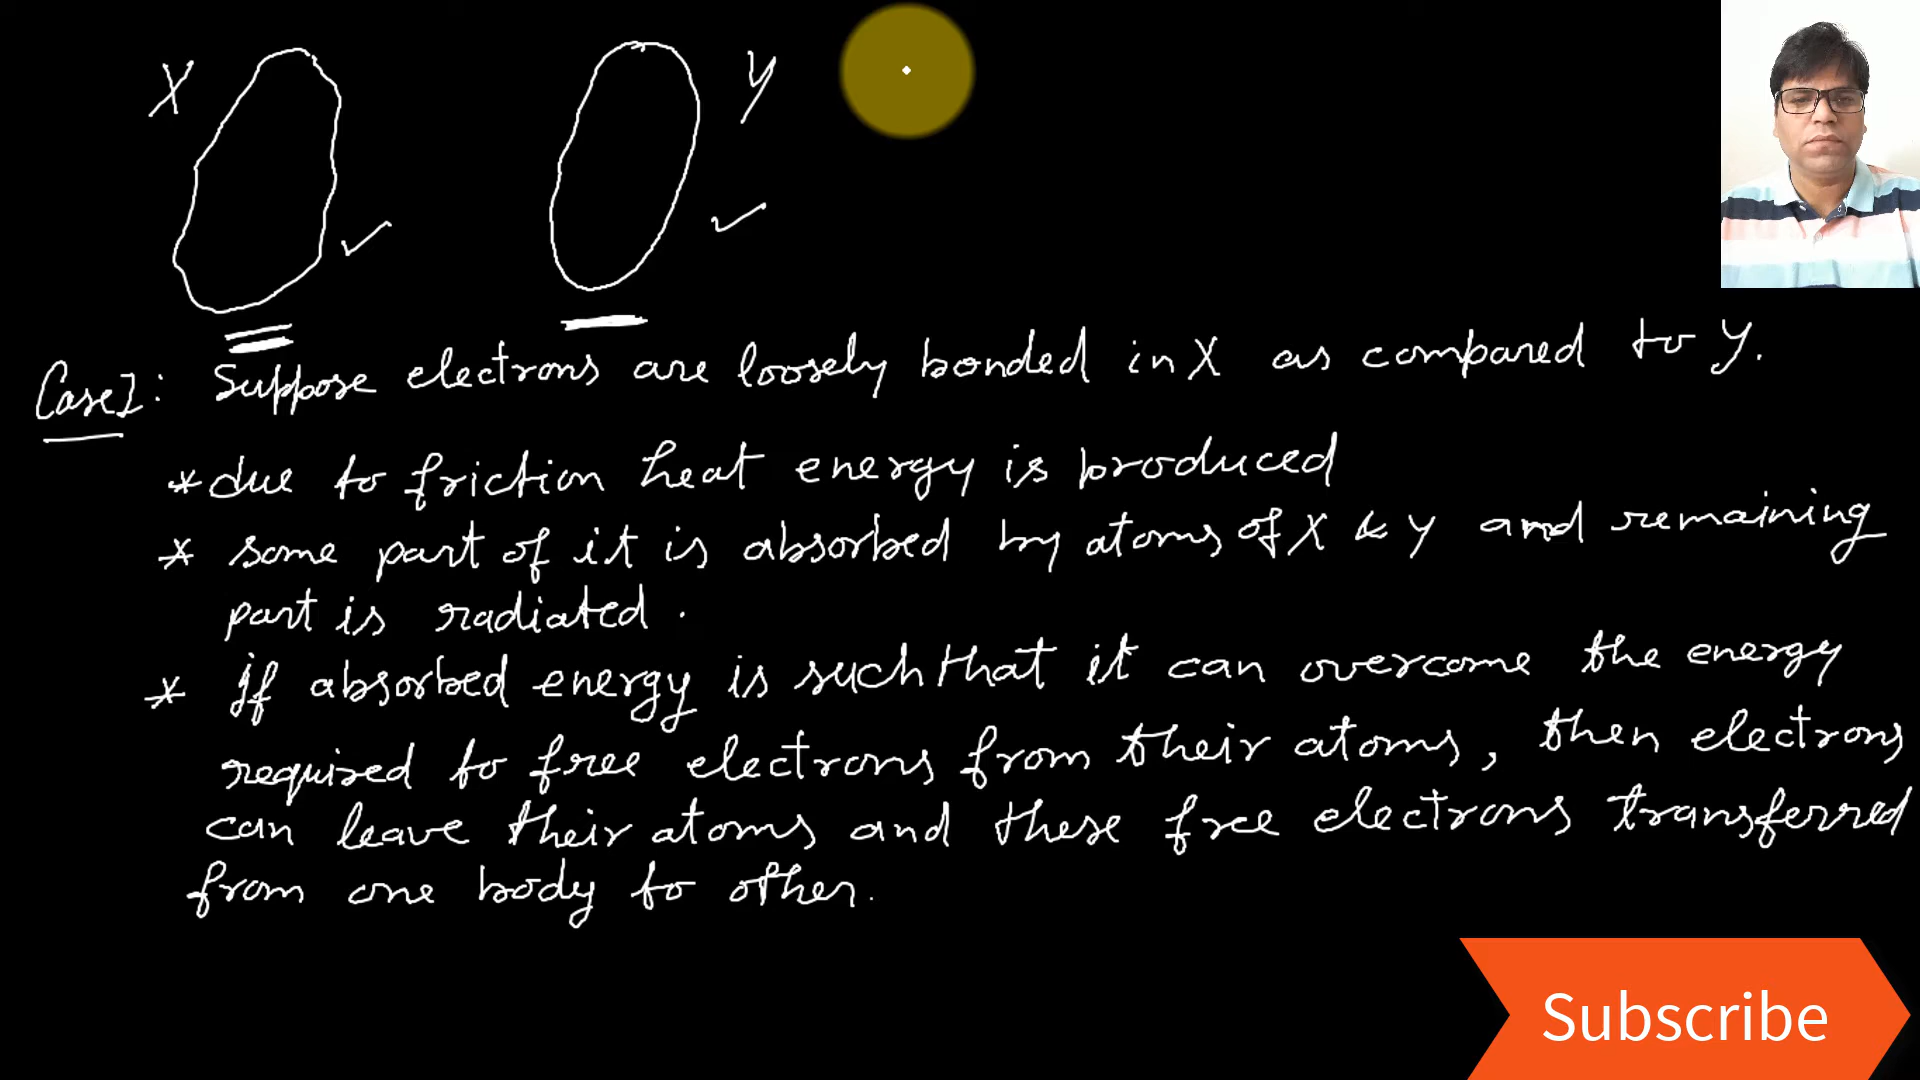 X Y
Case I: Suppose electrons are loosely bonded in X as compared to Y.
* due to friction heat energy is produced
* some part of it is absorbed by atoms of X & Y and remaining
part is radiated.
* if absorbed energy is such that it can overcome the energy
required to free electrons from their atoms, then electrons
can leave their atoms and these free electrons transferred
from one body to other.
Subscribe